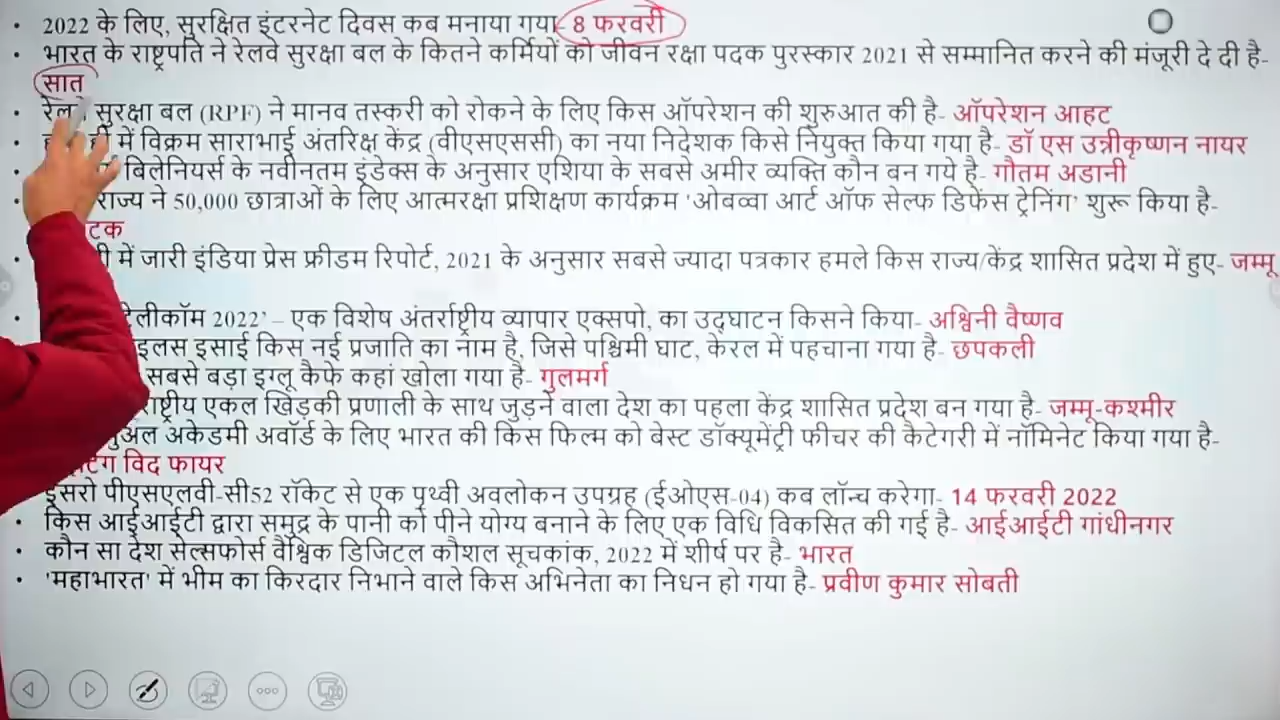 • 2022 के लिए, सुरक्षित इंटरनेट दिवस कब मनाया गया- 8 फरवरी
• भारत के राष्ट्रपति ने रेलवे सुरक्षा बल के कितने कर्मियों को जीवन रक्षा पदक पुरस्कार 2021 से सम्मानित करने की मंजूरी दे दी है-
सात
• रेलवे सुरक्षा बल (RPF) ने मानव तस्करी को रोकने के लिए किस ऑपरेशन की शुरुआत की है- ऑपरेशन आहट
• में विक्रम साराभाई अंतरिक्ष केंद्र (वीएसएससी) का नया निदेशक किसे नियुक्त किया गया है- डॉ एस उन्नीकृष्णन नायर
• बिलेनियर्स के नवीनतम इंडेक्स के अनुसार एशिया के सबसे अमीर व्यक्ति कौन बन गये है- गौतम अडानी
• राज्य ने 50,000 छात्राओं के लिए आत्मरक्षा प्रशिक्षण कार्यक्रम 'ओबव्वा आर्ट ऑफ सेल्फ डिफेंस ट्रेनिंग' शुरू किया है-
• में जारी इंडिया प्रेस फ्रीडम रिपोर्ट, 2021 के अनुसार सबसे ज्यादा पत्रकार हमले किस राज्य/केंद्र शासित प्रदेश में हुए- जम्मू
• 2022' – एक विशेष अंतर्राष्ट्रीय व्यापार एक्सपो, का उद्घाटन किसने किया- अश्विनी वैष्णव
इसाई किस नई प्रजाति का नाम है, जिसे पश्चिमी घाट, केरल में पहचाना गया है- छपकली
सबसे बड़ा इग्लू कैफे कहां खोला गया है- गुलमर्ग
एकल खिड़की प्रणाली के साथ जुड़ने वाला देश का पहला केंद्र शासित प्रदेश बन गया है- जम्मू-कश्मीर
अकेडमी अवॉर्ड के लिए भारत की किस फिल्म को बेस्ट डॉक्यूमेंट्री फीचर की कैटेगरी में नॉमिनेट किया गया है-
विद फायर
• इसरो पीएसएलवी-सी52 रॉकेट से एक पृथ्वी अवलोकन उपग्रह (ईओएस-04) कब लॉन्च करेगा- 14 फरवरी 2022
• किस आईआईटी द्वारा समुद्र के पानी को पीने योग्य बनाने के लिए एक विधि विकसित की गई है- आईआईटी गांधीनगर
• कौन सा देश सेल्सफोर्स वैश्विक डिजिटल कौशल सूचकांक, 2022 में शीर्ष पर है- भारत
• 'महाभारत' में भीम का किरदार निभाने वाले किस अभिनेता का निधन हो गया है- प्रवीण कुमार सोबती